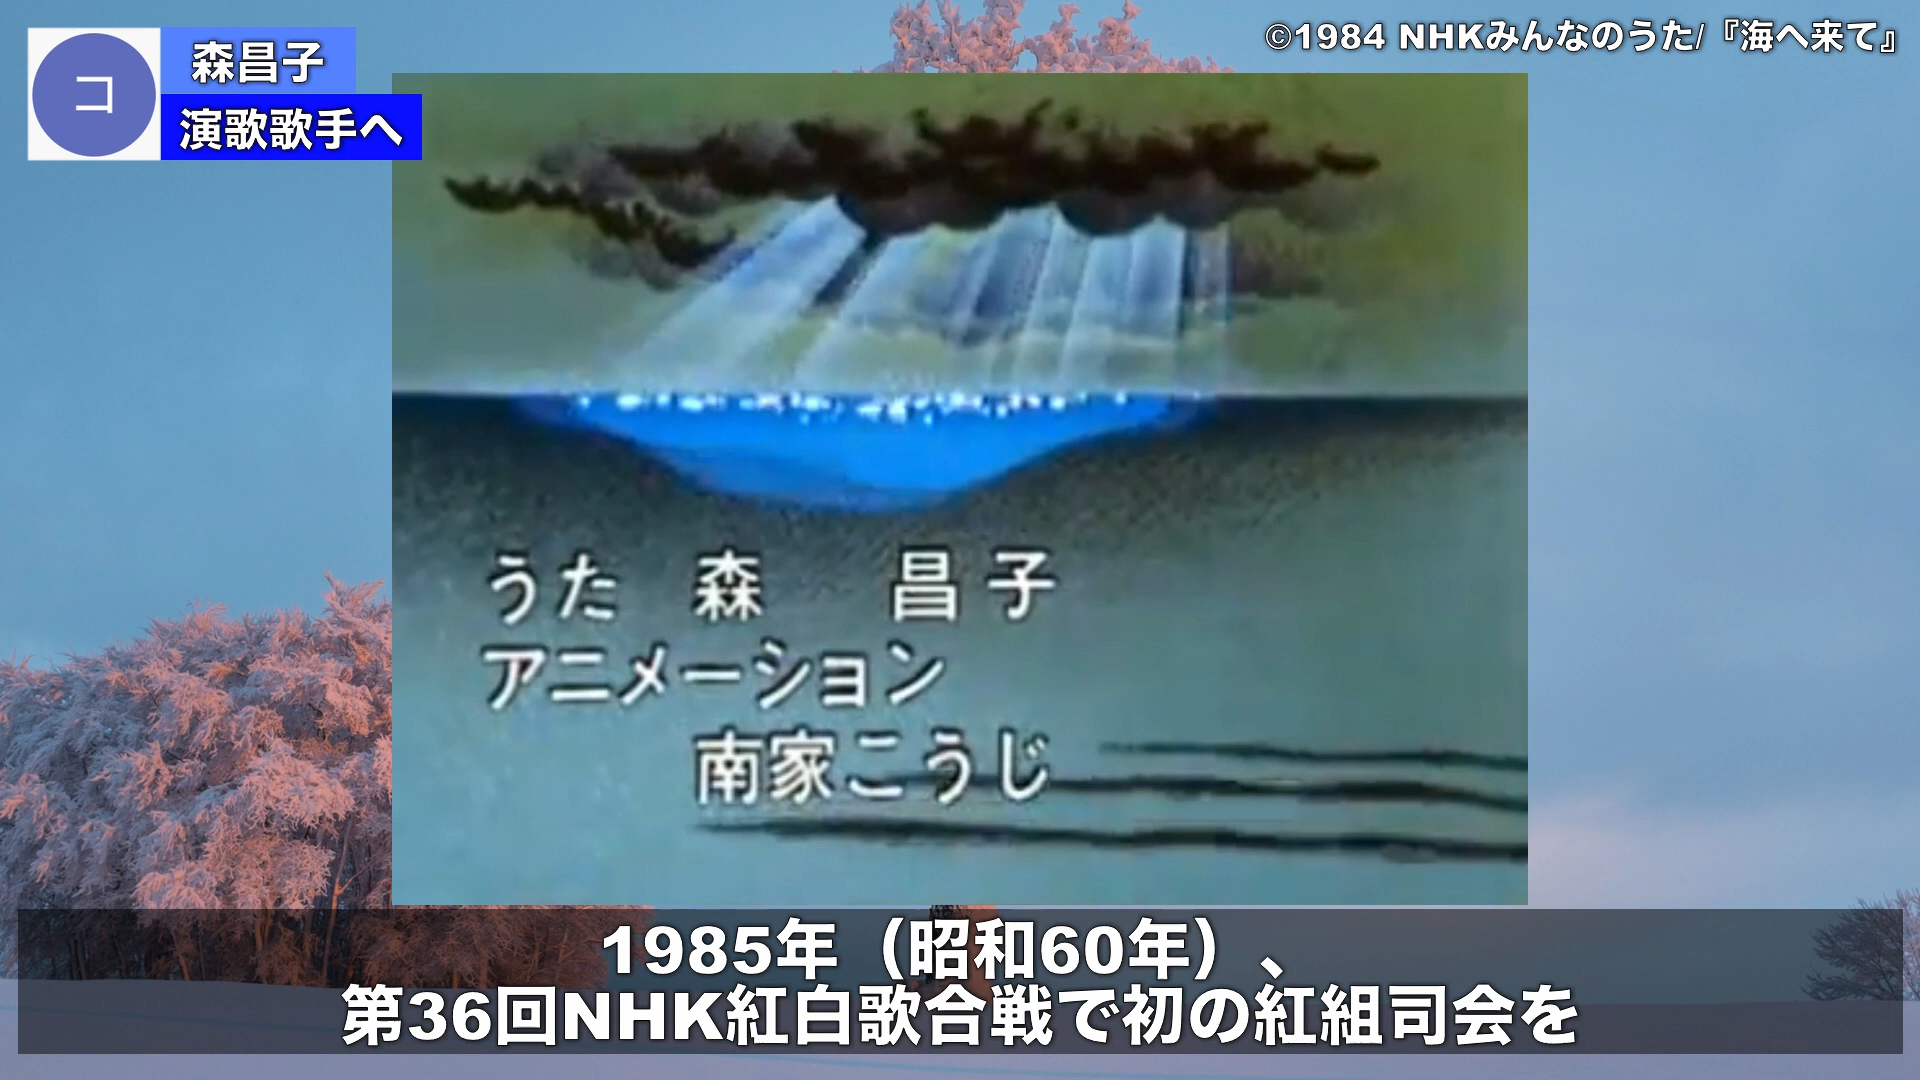 コ
森昌子
演歌歌手へ
©1984 NHKみんなのうた/『海へ来て』
うた 森 昌子
アニメーション
南家こうじ
1985年（昭和60年）、
第36回NHK紅白歌合戦で初の紅組司会を